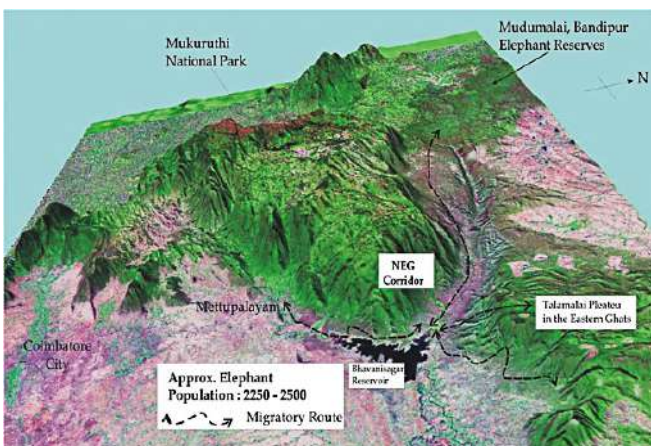 Mukuruthi
National Park
Mudumalai, Bandipur
Elephant Reserves
N
NEG
Corridor
Mettupalayam
Talamalai Pleatou
in the Eastern Ghats
Coimbatore
City
Bhavanisagar
Reservoir
Approx. Elephant
Population : 2250 - 2500
Migratory Route